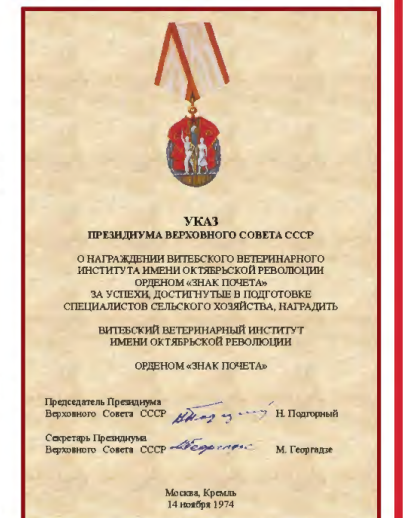 УКАЗ
ПРЕЗИДИУМА ВЕРХОВНОГО СОВЕТА СССР
О НАГРАЖДЕНИИ ВИТЕБСКОГО ВЕТЕРИНАРНОГО
ИНСТИТУТА ИМЕНИ ОКТЯБРЬСКОЙ РЕВОЛЮЦИИ
ОРДЕНОМ «ЗНАК ПОЧЕТА»
ЗА УСПЕХИ, ДОСТИГНУТЫЕ В ПОДГОТОВКЕ
СПЕЦИАЛИСТОВ СЕЛЬСКОГО ХОЗЯЙСТВА, НАГРАДИТЬ
ВИТЕБСКИЙ ВЕТЕРИНАРНЫЙ ИНСТИТУТ
ИМЕНИ ОКТЯБРЬСКОЙ РЕВОЛЮЦИИ
ОРДЕНОМ «ЗНАК ПОЧЕТА»
Председатель Президиума
Верховного Совета СССР Н. Подгорный
Секретарь Президиума
Верховного Совета СССР М. Георгадзе
Москва, Кремль
14 ноября 1974